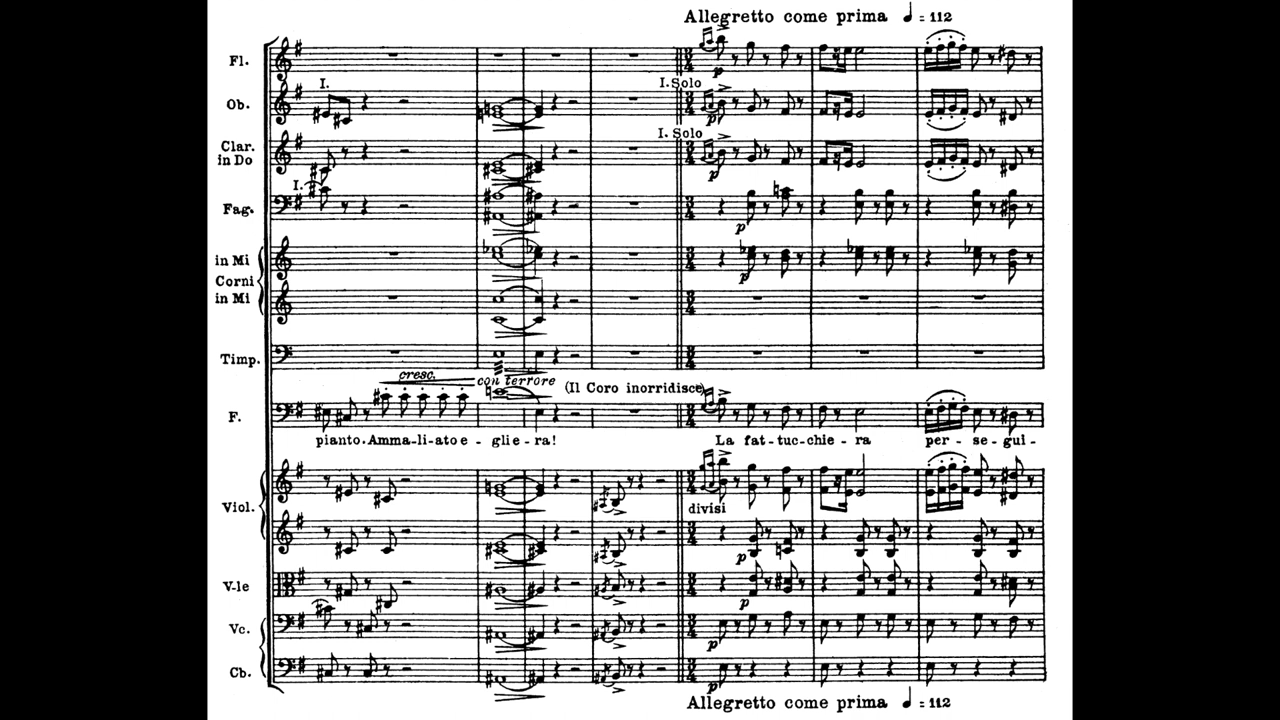 Allegretto come prima ♩ = 112
Fl.
I.
I. Solo
Ob.
I. Solo
Clar.
in Do
I.
Fag.
p
p
p
p
p
in Mi
Corni
in Mi
Timp.
cresc.
con terrore (Il Coro inorridisce)
F.
pianto. Amma-li-ato e - gli e - ra! La fat-tuc-chie - ra per - se - gui -
Viol.
divisi
p
V-le
p
Vc.
p
Cb.
p
Allegretto come prima ♩ = 112